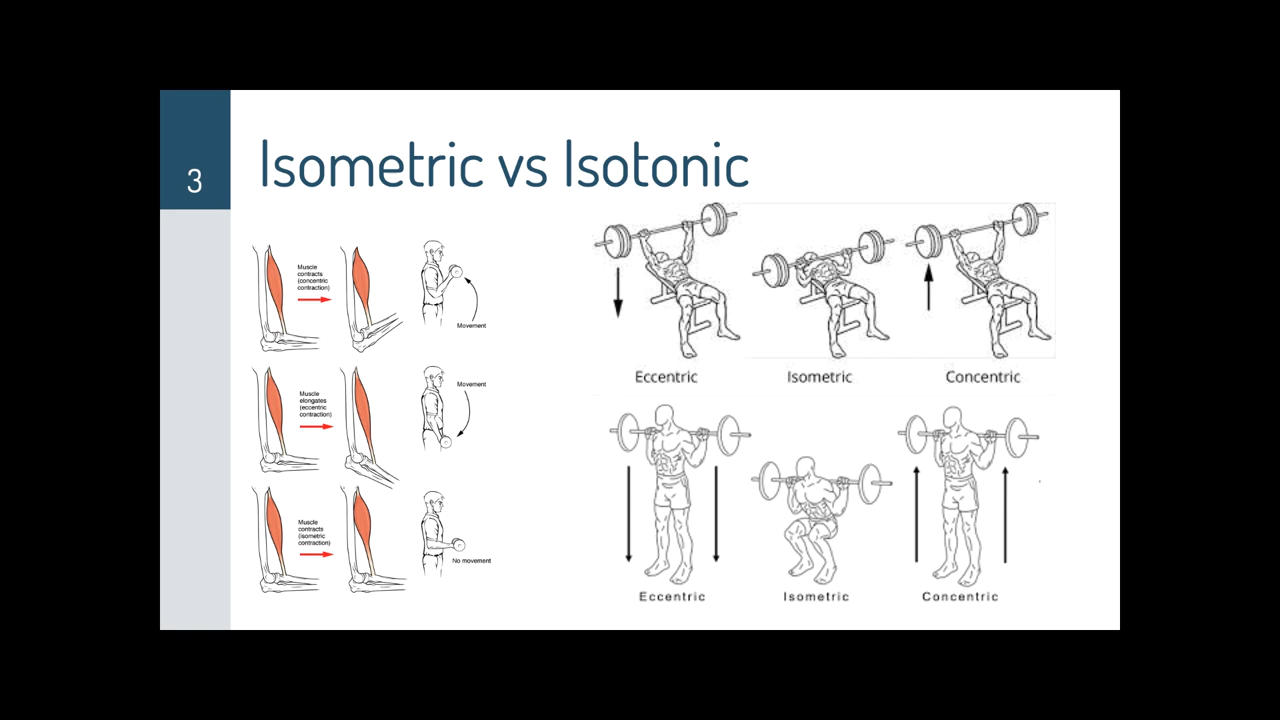 3
Isometric vs Isotonic
Muscle
contracts
(concentric
contraction)
Movement
Muscle
elongates
(eccentric
contraction)
Movement
Muscle
contracts
(isometric
contraction)
No movement
Eccentric
Isometric
Concentric
Eccentric
Isometric
Concentric